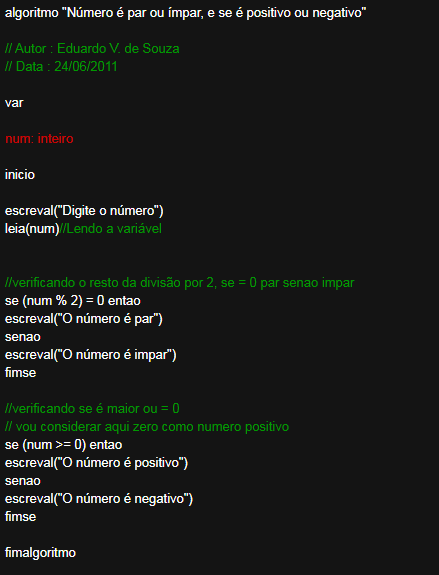 algoritmo "Número é par ou ímpar, e se é positivo ou negativo"
// Autor : Eduardo V. de Souza
// Data : 24/06/2011
var
num: inteiro
inicio
escreval("Digite o número")
leia(num)//Lendo a variável
//verificando o resto da divisão por 2, se = 0 par senao impar
se (num % 2) = 0 entao
escreval("O número é par")
senao
escreval("O número é impar")
fimse
//verificando se é maior ou = 0
// vou considerar aqui zero como numero positivo
se (num >= 0) entao
escreval("O número é positivo")
senao
escreval("O número é negativo")
fimse
fimalgoritmo